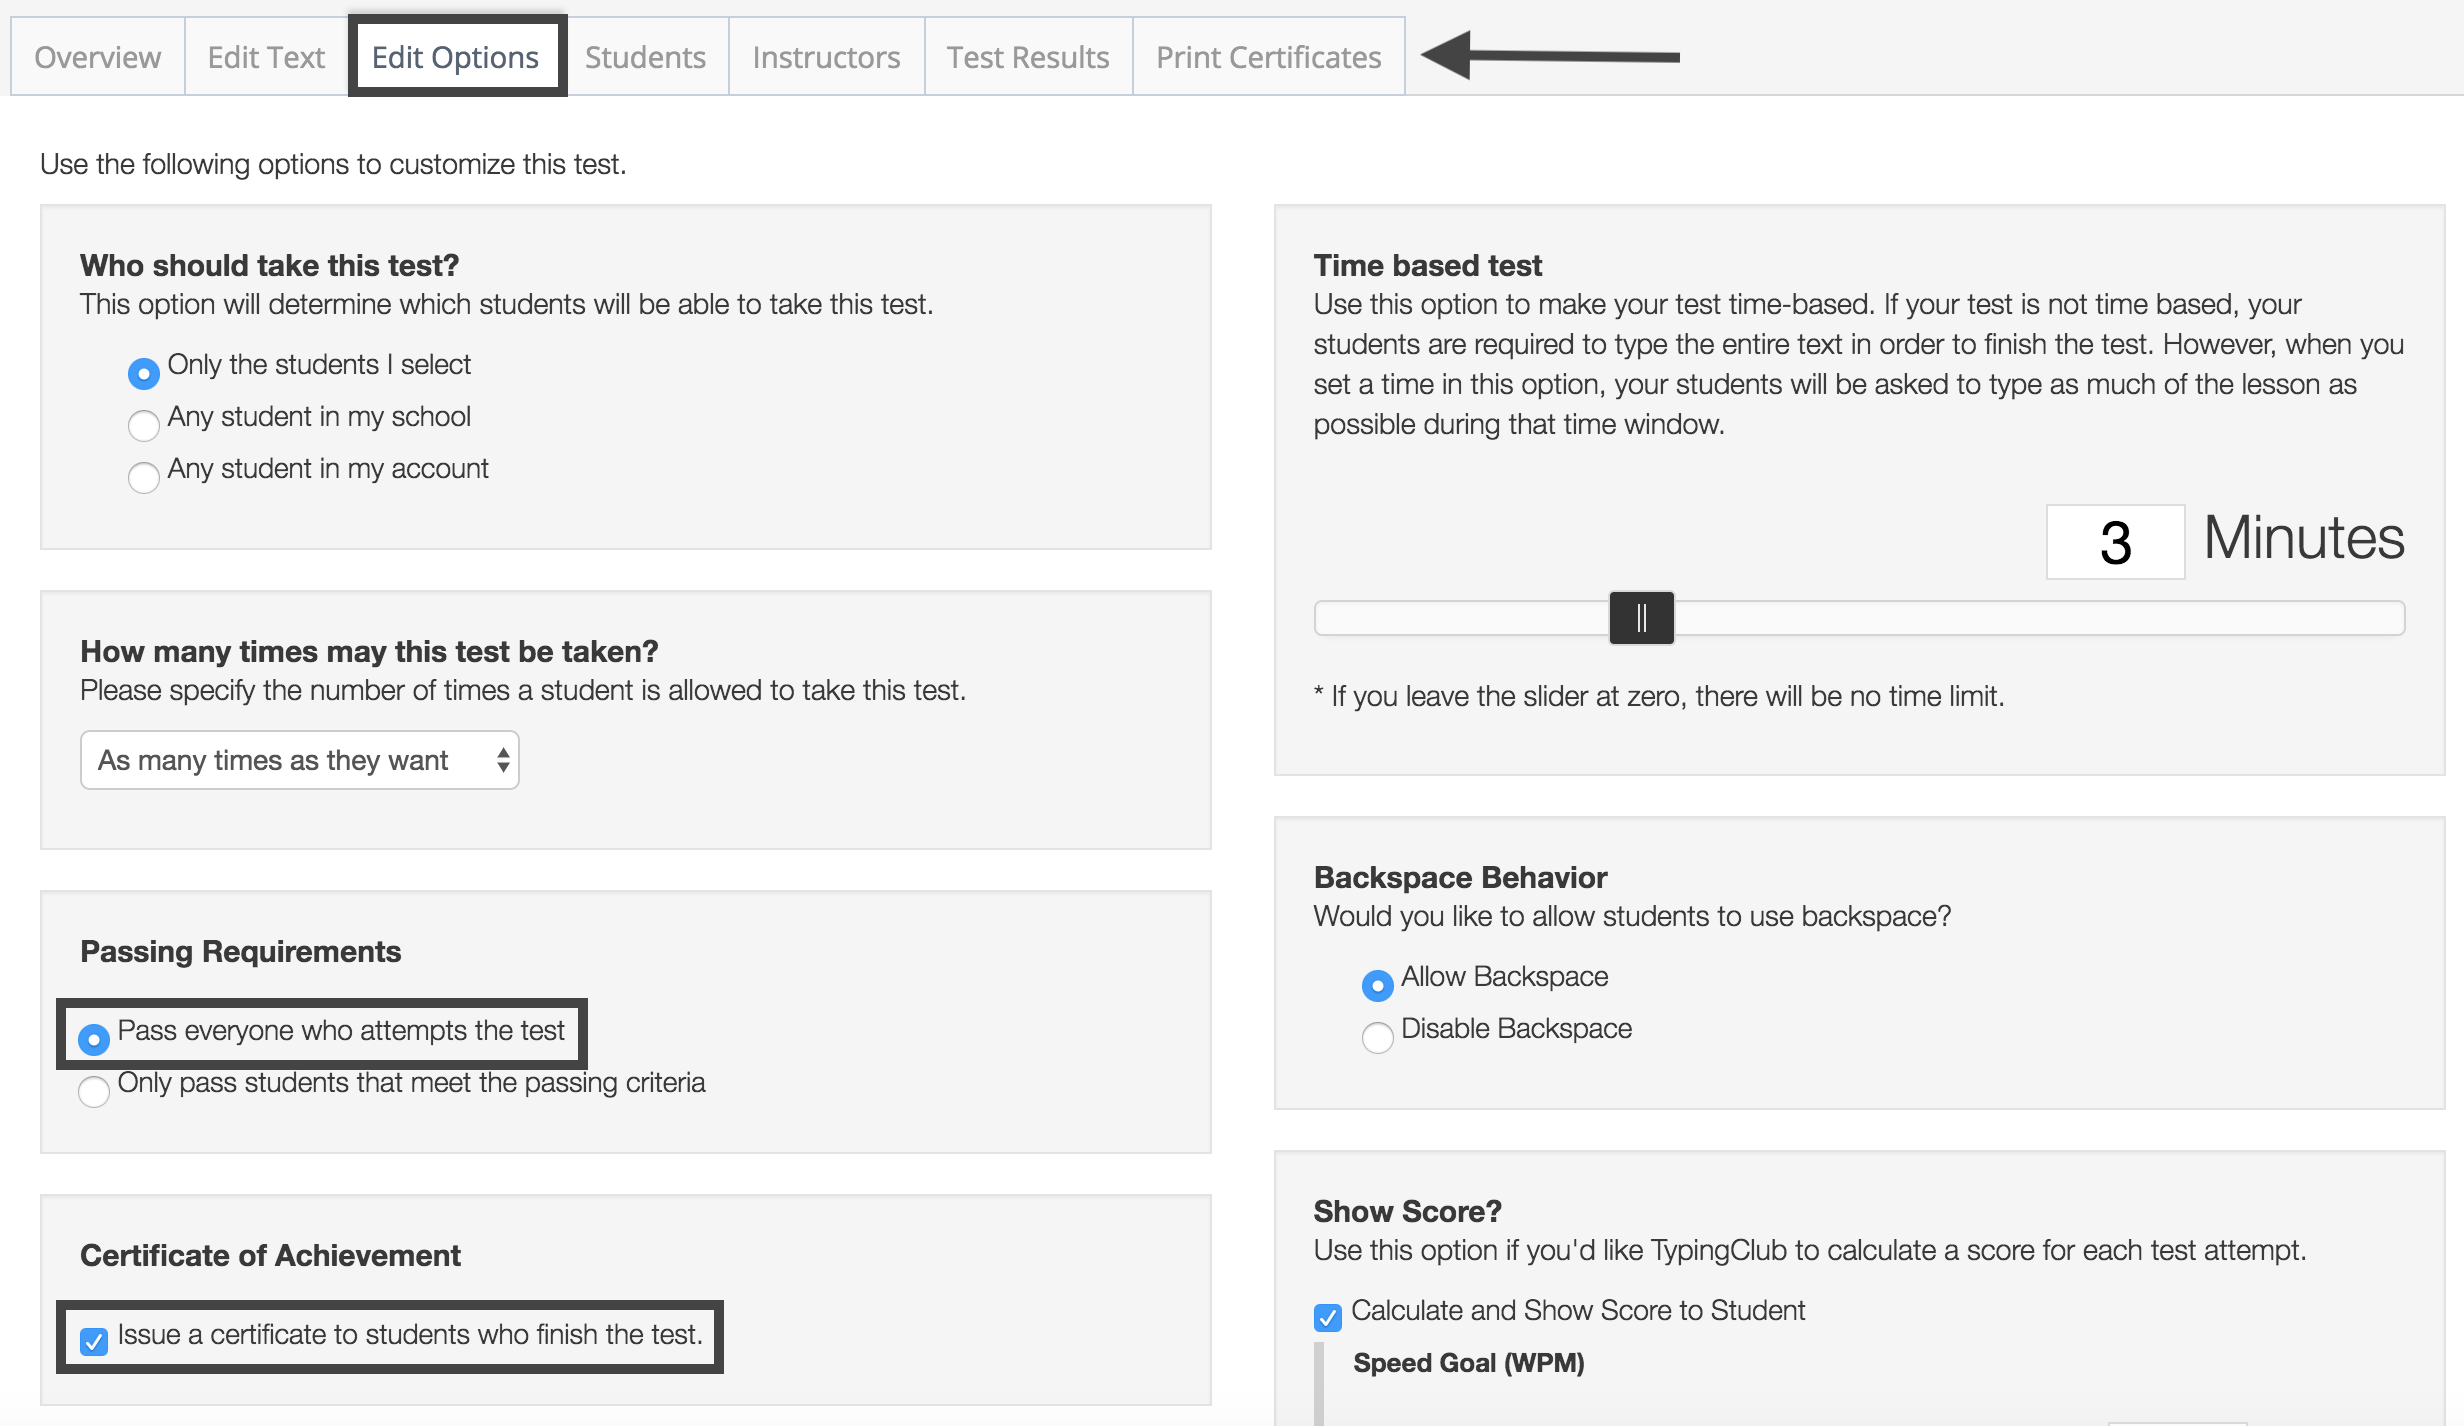 Overview Edit Text Edit Options Students Instructors Test Results Print Certificates
Use the following options to customize this test.
Who should take this test?
This option will determine which students will be able to take this test.
Only the students I select
Any student in my school
Any student in my account
How many times may this test be taken?
Please specify the number of times a student is allowed to take this test.
As many times as they want
Passing Requirements
Pass everyone who attempts the test
Only pass students that meet the passing criteria
Certificate of Achievement
Issue a certificate to students who finish the test.
Time based test
Use this option to make your test time-based. If your test is not time based, your
students are required to type the entire text in order to finish the test. However, when you
set a time in this option, your students will be asked to type as much of the lesson as
possible during that time window.
3 Minutes
* If you leave the slider at zero, there will be no time limit.
Backspace Behavior
Would you like to allow students to use backspace?
Allow Backspace
Disable Backspace
Show Score?
Use this option if you'd like TypingClub to calculate a score for each test attempt.
Calculate and Show Score to Student
Speed Goal (WPM)